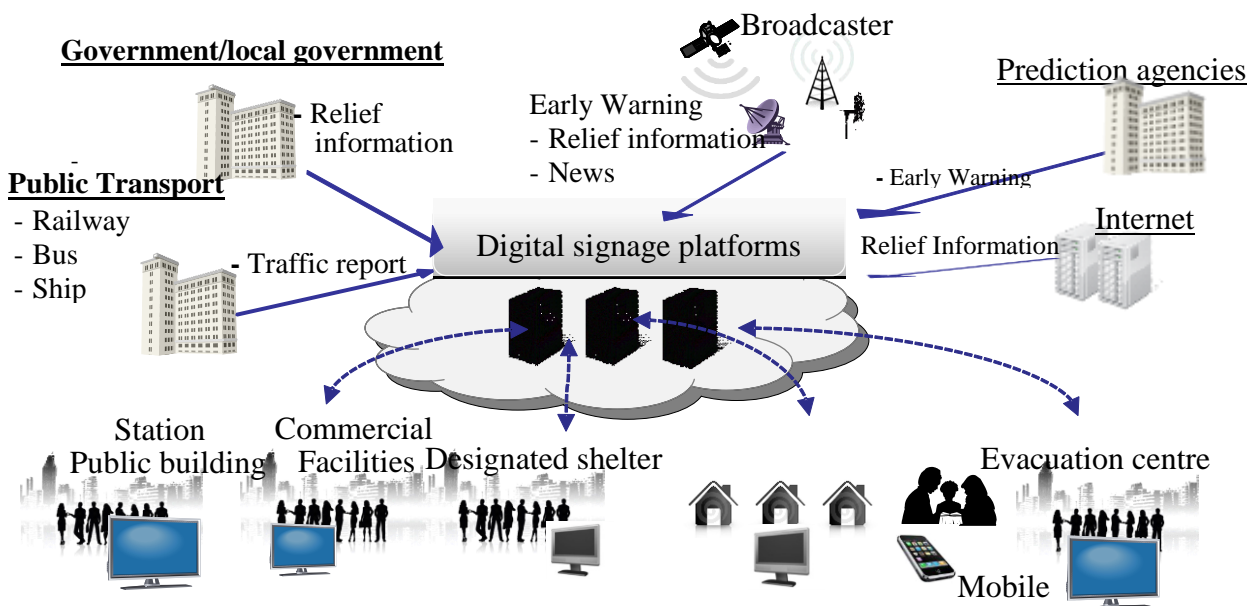 Government/local government
- Relief
information
Broadcaster
Early Warning
- Relief information
- News
Prediction agencies
- Early Warning
-
Public Transport
- Railway
- Bus
- Ship
- Traffic report
Digital signage platforms
Internet
Relief Information
Station
Public building
Commercial
Facilities
Designated shelter
Evacuation centre
Mobile